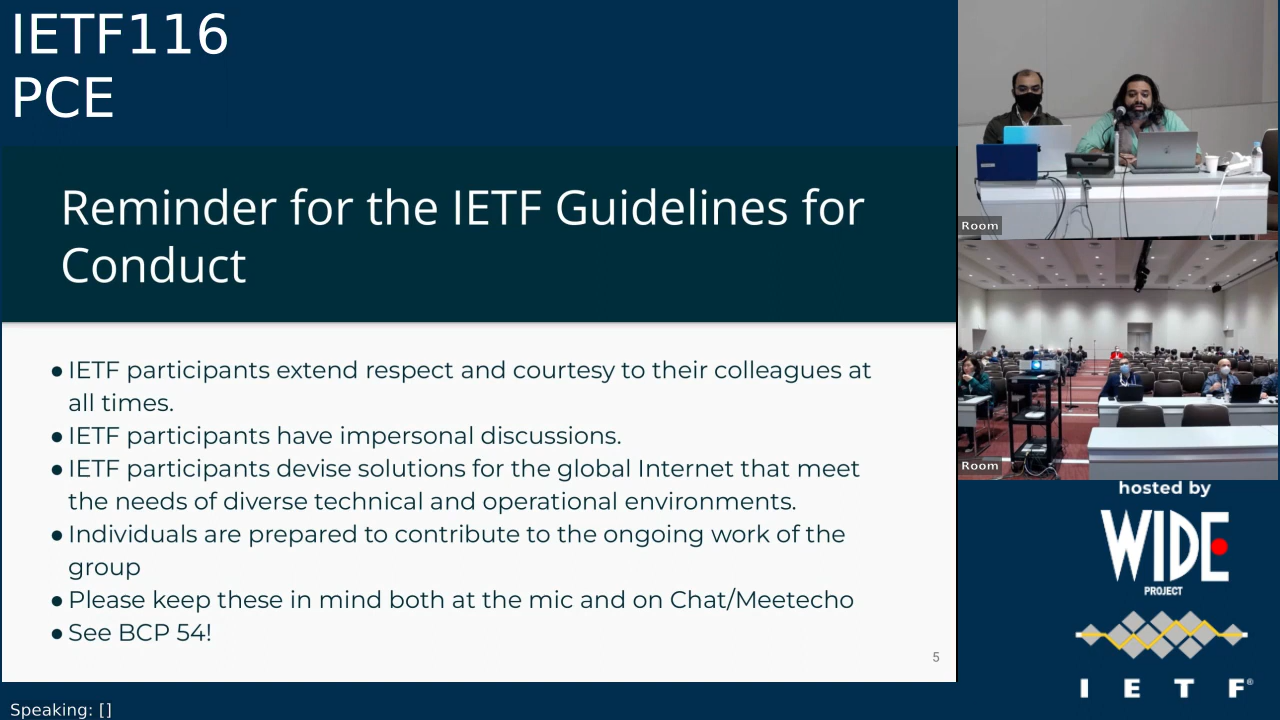 IETF116
PCE
Reminder for the IETF Guidelines for
Conduct
● IETF participants extend respect and courtesy to their colleagues at
all times.
● IETF participants have impersonal discussions.
● IETF participants devise solutions for the global Internet that meet
the needs of diverse technical and operational environments.
● Individuals are prepared to contribute to the ongoing work of the
group
● Please keep these in mind both at the mic and on Chat/Meetecho
● See BCP 54!
5
Speaking: []
Room
Room
hosted by
WIDE
PROJECT
I E T F®